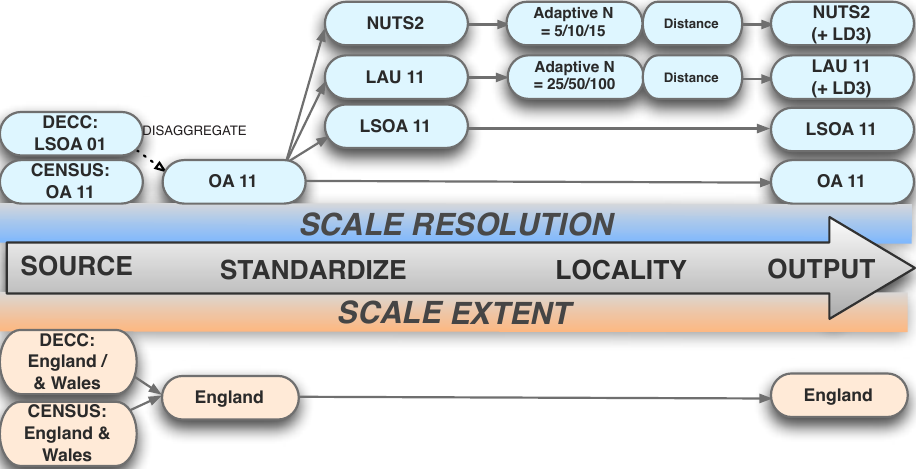 NUTS2
Adaptive N
= 5/10/15
Distance
NUTS2
(+ LD3)
LAU 11
Adaptive N
= 25/50/100
Distance
LAU 11
(+ LD3)
DECC:
LSOA 01
DISAGGREGATE
LSOA 11
LSOA 11
CENSUS:
OA 11
OA 11
OA 11
SCALE RESOLUTION
SOURCE
STANDARDIZE
LOCALITY
OUTPUT
SCALE EXTENT
DECC:
England /
& Wales
England
England
CENSUS:
England &
Wales